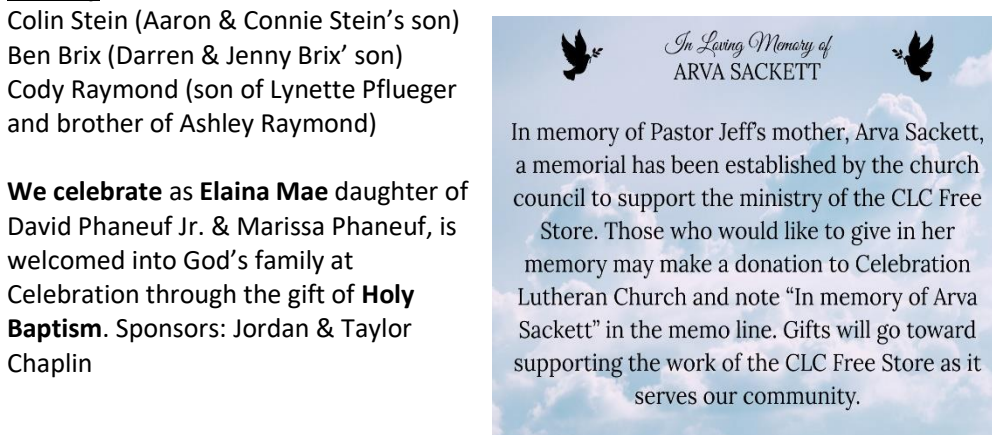 Colin Stein (Aaron & Connie Stein’s son)
Ben Brix (Darren & Jenny Brix’ son)
Cody Raymond (son of Lynette Pflueger
and brother of Ashley Raymond)
We celebrate as Elaina Mae daughter of
David Phaneuf Jr. & Marissa Phaneuf, is
welcomed into God’s family at
Celebration through the gift of Holy
Baptism. Sponsors: Jordan & Taylor
Chaplin
In Loving Memory of
ARVA SACKETT
In memory of Pastor Jeff's mother, Arva Sackett,
a memorial has been established by the church
council to support the ministry of the CLC Free
Store. Those who would like to give in her
memory may make a donation to Celebration
Lutheran Church and note “In memory of Arva
Sackett” in the memo line. Gifts will go toward
supporting the work of the CLC Free Store as it
serves our community.